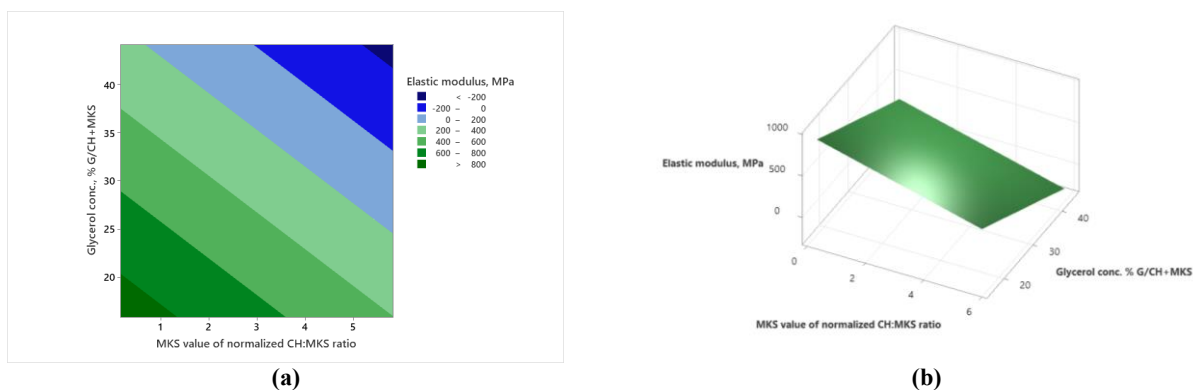 Elastic modulus, MPa
< -200
-200 – 0
0 – 200
200 – 400
400 – 600
600 – 800
> 800
Glycerol conc., % G/CH+MKS
40
35
30
25
20
1 2 3 4 5
MKS value of normalized CH:MKS ratio
(a)
1000
Elastic modulus, MPa
500
0
0
2
4
6
40
30
20
Glycerol conc. % G/CH+MKS
MKS value of normalized CH:MKS ratio
(b)